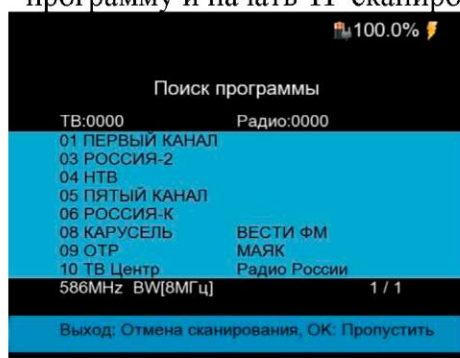 программу и начать ТР сканиро
100.0%
Поиск программы
ТВ:0000 Радио:0000
01 ПЕРВЫЙ КАНАЛ
03 РОССИЯ-2
04 НТВ
05 ПЯТЫЙ КАНАЛ
06 РОССИЯ-К
08 КАРУСЕЛЬ ВЕСТИ ФМ
09 ОТР МАЯК
10 ТВ Центр Радио России
586MHz BW[8МГц] 1 / 1
Выход: Отмена сканирования, OK: Пропустить